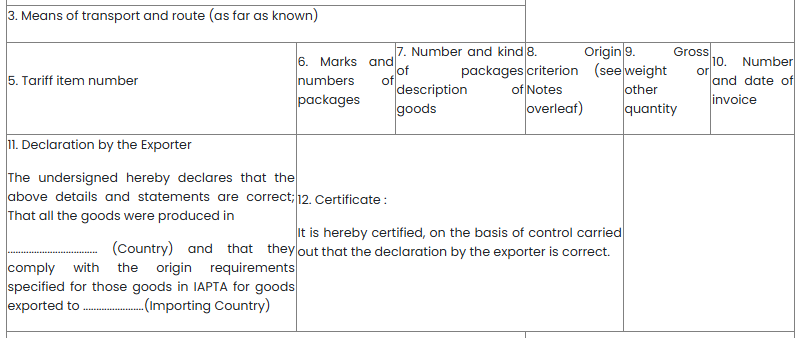 3. Means of transport and route (as far as known)
5. Tariff item number
6. Marks and
numbers of
packages
7. Number and kind
of packages
description of
goods
8. Origin
criterion (see
Notes
overleaf)
9. Gross
weight or
other
quantity
10. Number
and date of
invoice
11. Declaration by the Exporter
The undersigned hereby declares that the
above details and statements are correct;
That all the goods were produced in
.................................. (Country) and that they
comply with the origin requirements
specified for those goods in IAPTA for goods
exported to .......................(Importing Country)
12. Certificate :
It is hereby certified, on the basis of control carried
out that the declaration by the exporter is correct.